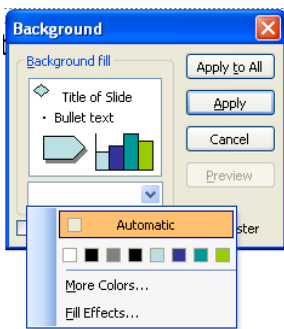 Background
Background fill
Title of Slide
• Bullet text
Apply to All
Apply
Cancel
Preview
Automatic
ster
More Colors...
Fill Effects...